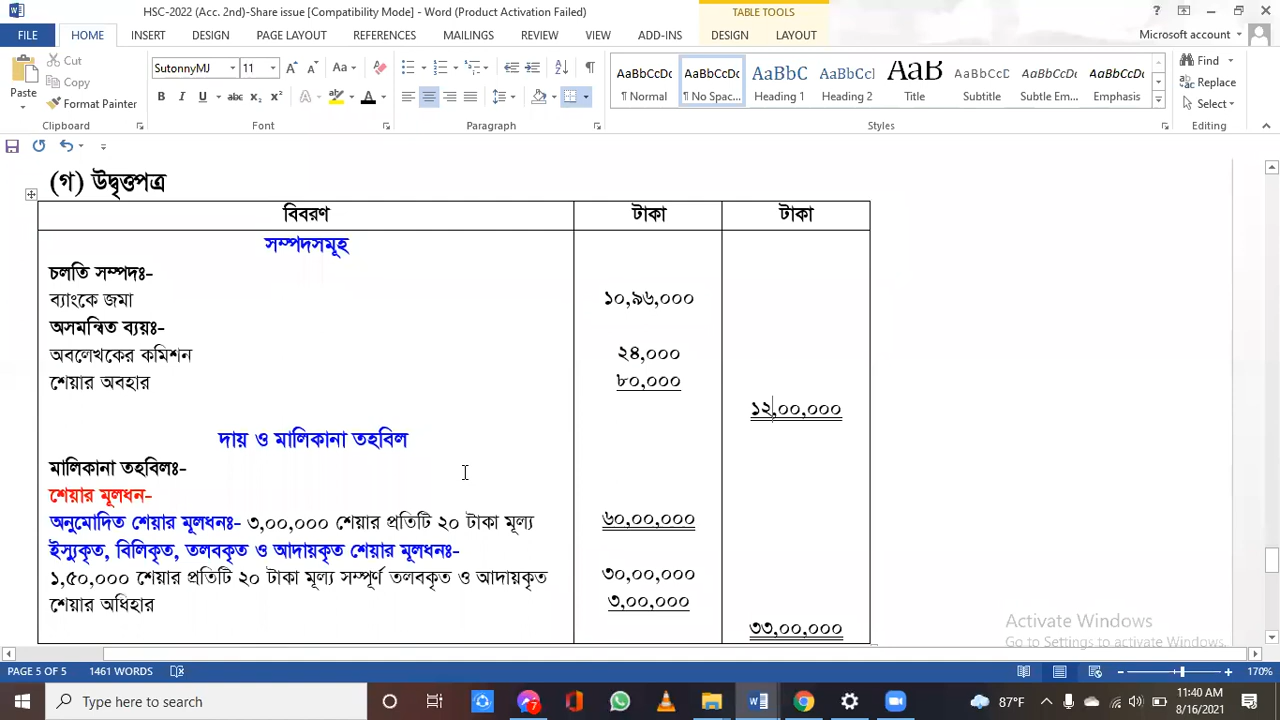 HSC-2022 (Acc. 2nd)-Share issue [Compatibility Mode] - Word (Product Activation Failed)
TABLE TOOLS
FILE HOME INSERT DESIGN PAGE LAYOUT REFERENCES MAILINGS REVIEW VIEW ADD-INS DESIGN LAYOUT Microsoft account
Cut
Copy
Format Painter
Paste
Clipboard
SutonnyMJ 11
Font
Paragraph
AaBbCcDc AaBbCcDc AaBbC AaBbCc AaB AaBbCcDc AaBbCcDc AaBbCcDc
¶ Normal ¶ No Spac... Heading 1 Heading 2 Title Subtitle Subtle Em... Emphasis
Styles
Find
Replace
Select
Editing
(গ) উদ্বৃত্তপত্র
বিবরণ টাকা টাকা
সম্পদসমূহ
চলতি সম্পদঃ-
ব্যাংকে জমা ১০,৯৬,০০০
অসমন্বিত ব্যয়ঃ-
অবলেখকের কমিশন ২৪,০০০
শেয়ার অবহার ৮০,০০০
১২,০০,০০০
দায় ও মালিকানা তহবিল
মালিকানা তহবিলঃ-
শেয়ার মূলধন-
অনুমোদিত শেয়ার মূলধনঃ- ৩,০০,০০০ শেয়ার প্রতিটি ২০ টাকা মূল্য ৬০,০০,০০০
ইস্যুকৃত, বিলিকৃত, তলবকৃত ও আদায়কৃত শেয়ার মূলধনঃ-
১,৫০,০০০ শেয়ার প্রতিটি ২০ টাকা মূল্য সম্পূর্ণ তলবকৃত ও আদায়কৃত ৩০,০০,০০০
শেয়ার অধিহার ৩,০০,০০০
৩৩,০০,০০০
Activate Windows
Go to Settings to activate Windows.
PAGE 5 OF 5 1461 WORDS 170%
Type here to search 7 87°F 11:40 AM
8/16/2021